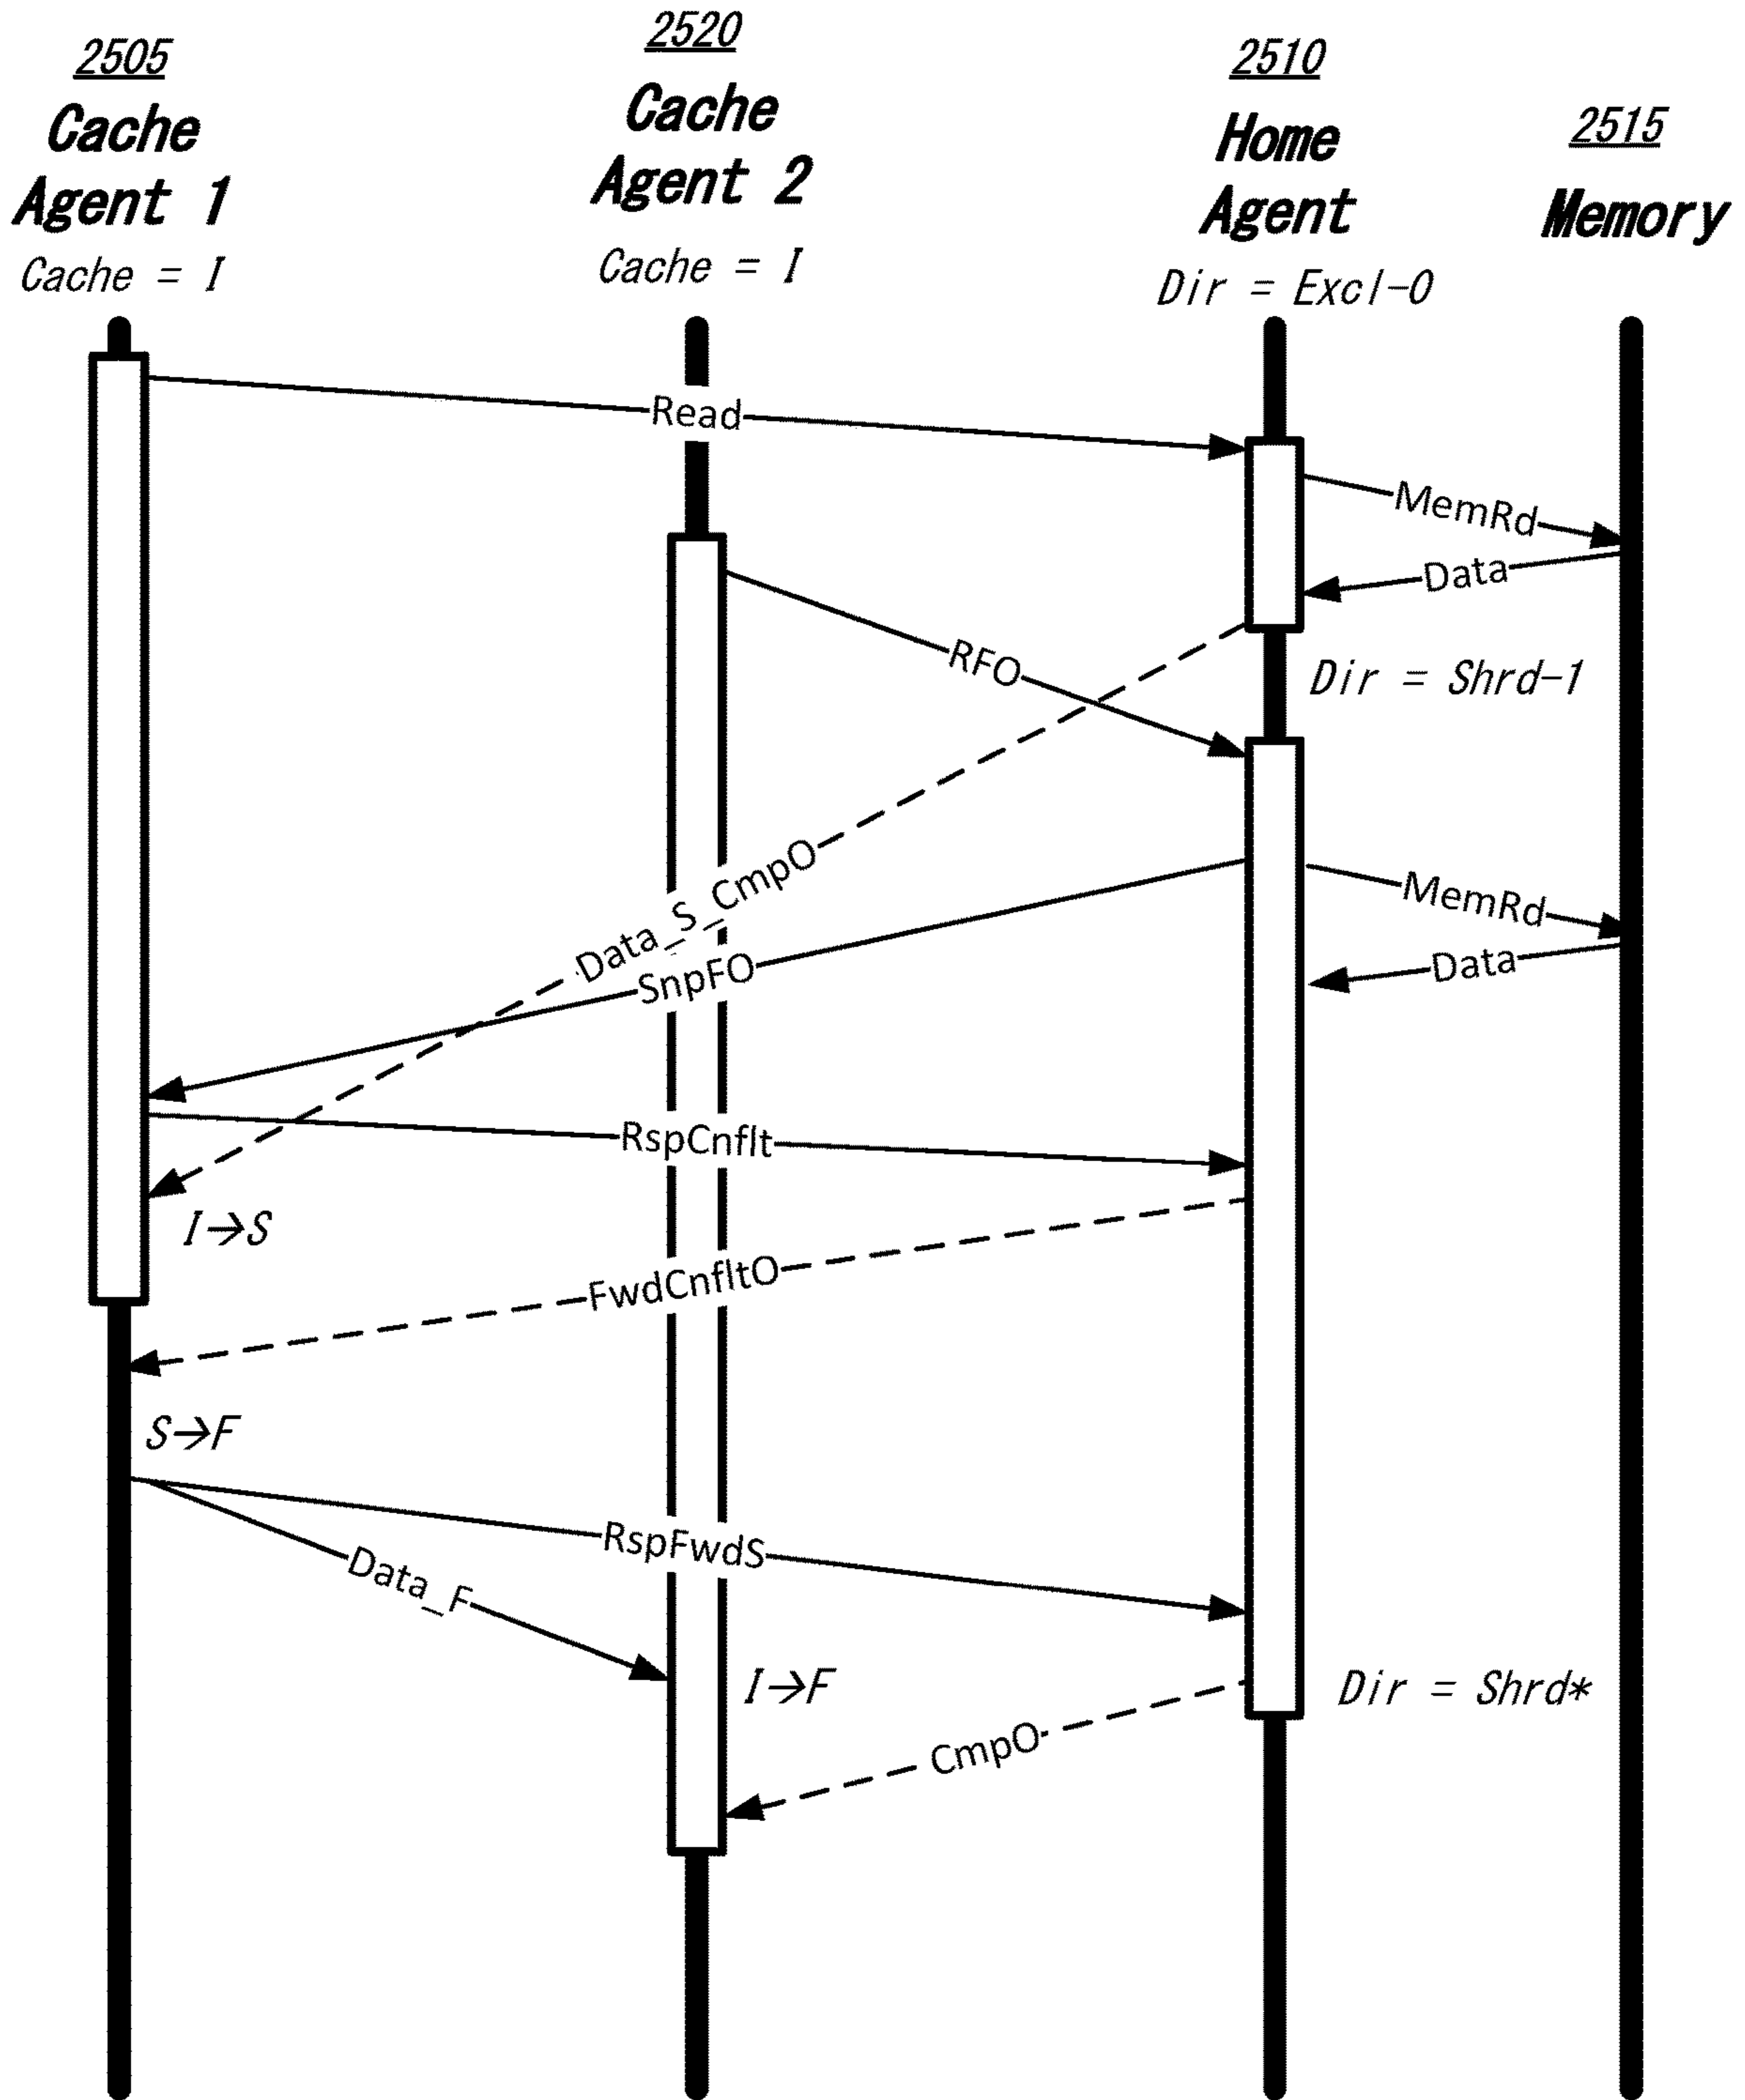 2505
Cache
Agent 1
Cache = I
2520
Cache
Agent 2
Cache = I
2510
Home
Agent
Dir = Excl-0
2515
Memory
Read
MemRd
Data
RFO
Dir = Shrd-1
Data_S_CmpO
MemRd
SnpFO
Data
RspCnflt
I→S
FwdCnfltO
S→F
RspFwdS
Data_F
I→F
Dir = Shrd*
CmpO